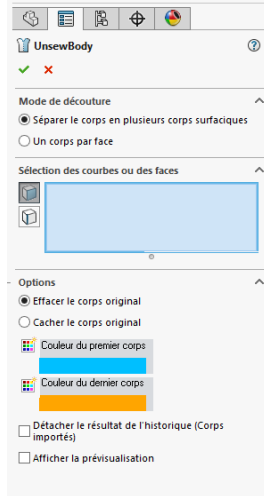 UnsewBody
Mode de découture
Séparer le corps en plusieurs corps surfaciques
Un corps par face
Sélection des courbes ou des faces
Options
Effacer le corps original
Cacher le corps original
Couleur du premier corps
Couleur du dernier corps
Détacher le résultat de l'historique (Corps
importés)
Afficher la prévisualisation